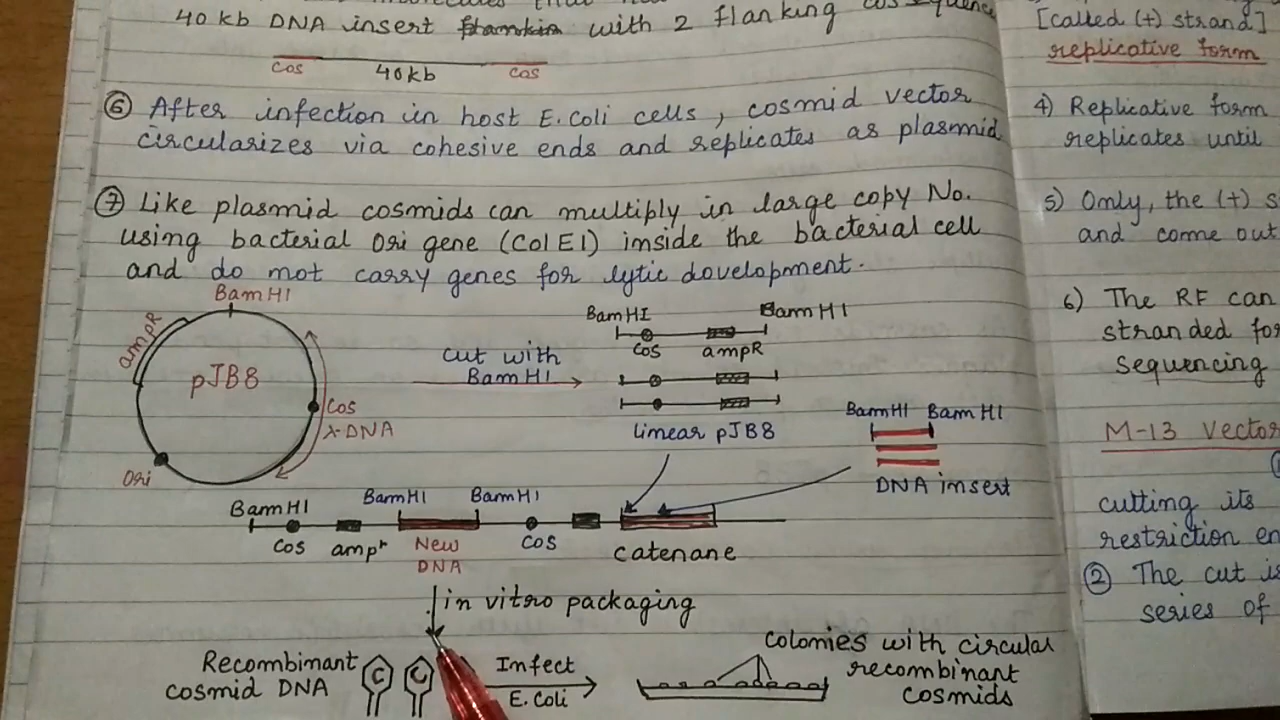 40 kb DNA insert with 2 flanking cos sequence
cos 40kb cos
⑥ After infection in host E.Coli cells, cosmid vector
circularizes via cohesive ends and replicates as plasmid
⑦ Like plasmid cosmids can multiply in large copy No.
using bacterial Ori gene (Col E1) inside the bacterial cell
and do not carry genes for lytic dovelopment.
BamHI
ampR
pJB8
Cos
λ-DNA
Ori
cut with
BamHI
BamHI BamHI
cos ampR
linear pJB8
BamHI BamHI
DNA insert
BamHI BamHI BamHI
cos ampr New DNA cos catenane
in vitro packaging
Recombinant
cosmid DNA
C C
Infect
E.Coli
colonies with circular
recombinant
cosmids
[called (+) strand]
replicative form
4) Replicative form
replicates until
5) Only, the (+) s
and come out
6) The RF can
stranded for
sequencing
M-13 Vector
cutting its
restriction en
② The cut is
series of